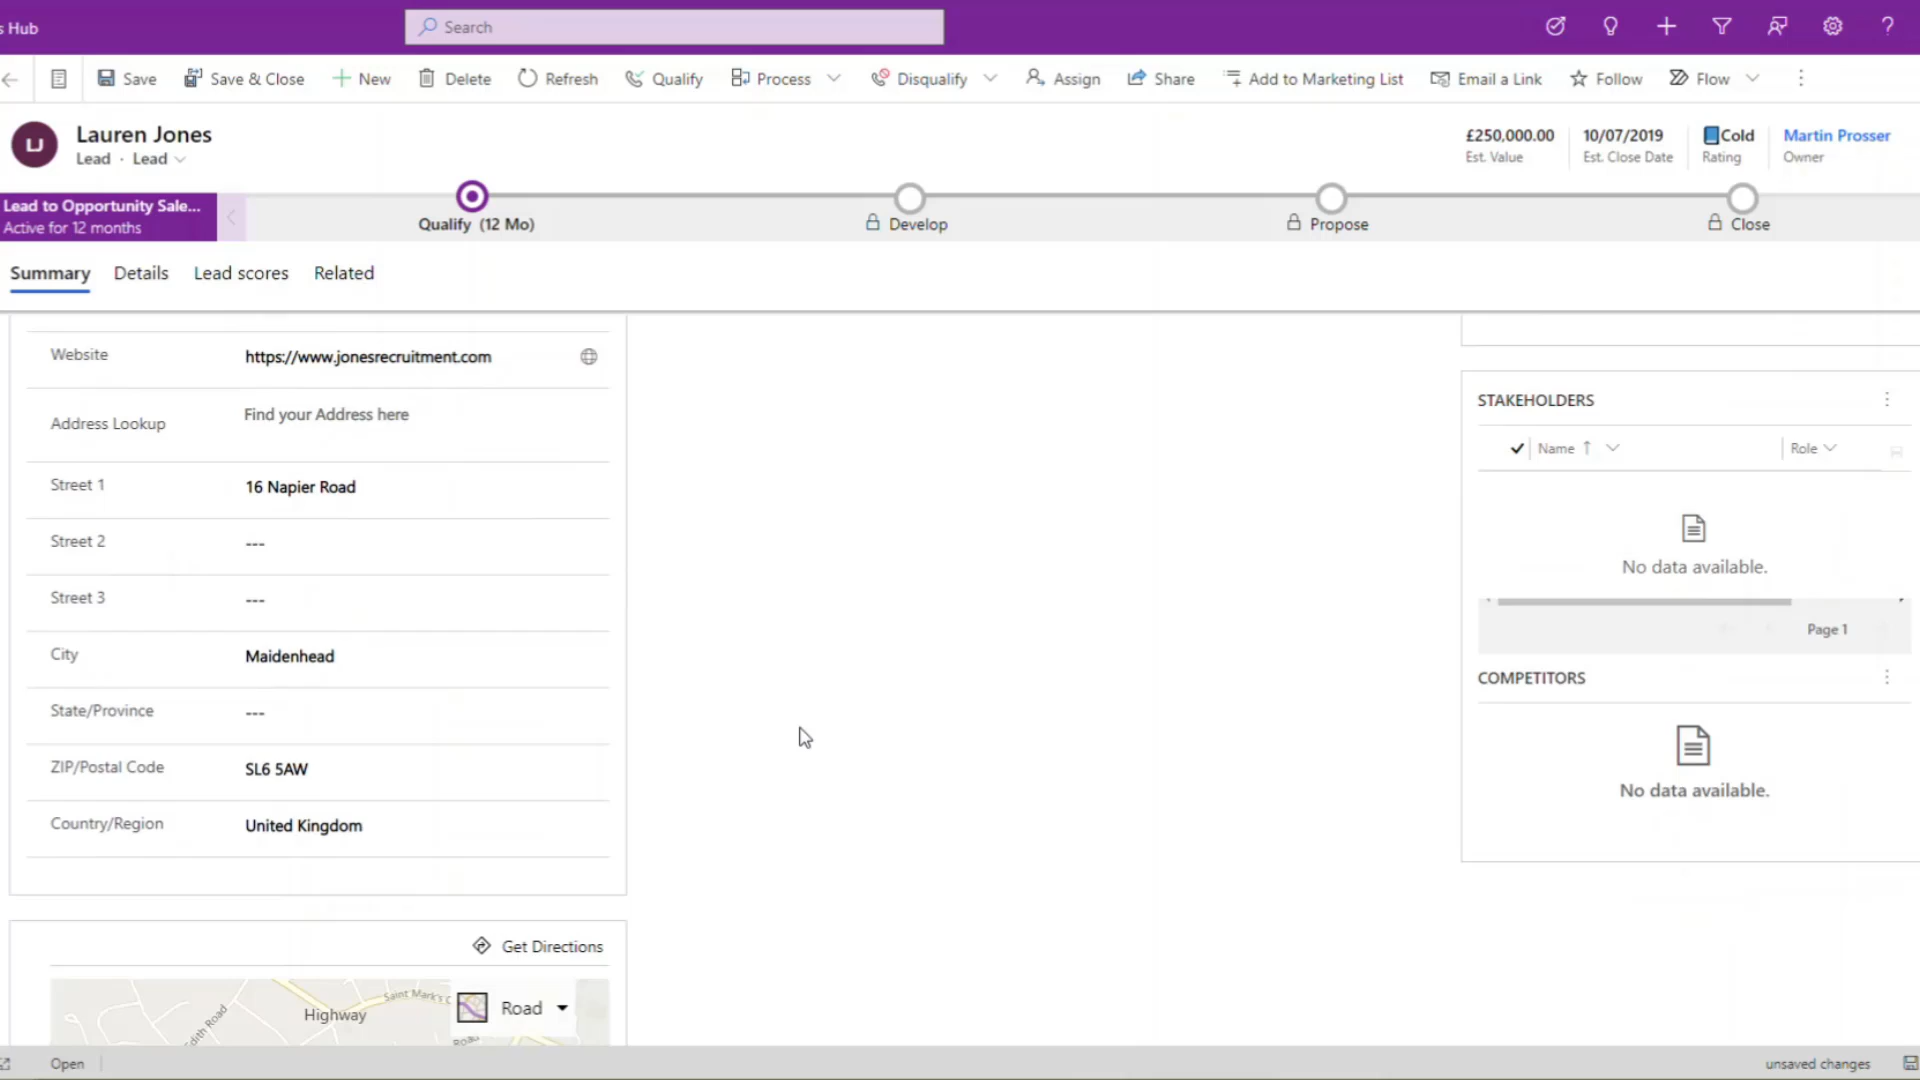 s Hub
Search
Save
Save & Close
New
Delete
Refresh
Qualify
Process
Disqualify
Assign
Share
Add to Marketing List
Email a Link
Follow
Flow
LJ
Lauren Jones
Lead · Lead
£250,000.00
Est. Value
10/07/2019
Est. Close Date
Cold
Rating
Martin Prosser
Owner
Lead to Opportunity Sale...
Active for 12 months
Qualify (12 Mo)
Develop
Propose
Close
Summary
Details
Lead scores
Related
Website
https://www.jonesrecruitment.com
Address Lookup
Find your Address here
Street 1
16 Napier Road
Street 2
---
Street 3
---
City
Maidenhead
State/Province
---
ZIP/Postal Code
SL6 5AW
Country/Region
United Kingdom
Get Directions
Saint Mark's C
Highway
dith Road
Road
Road
STAKEHOLDERS
Name ↑
Role
No data available.
Page 1
COMPETITORS
No data available.
Open
unsaved changes